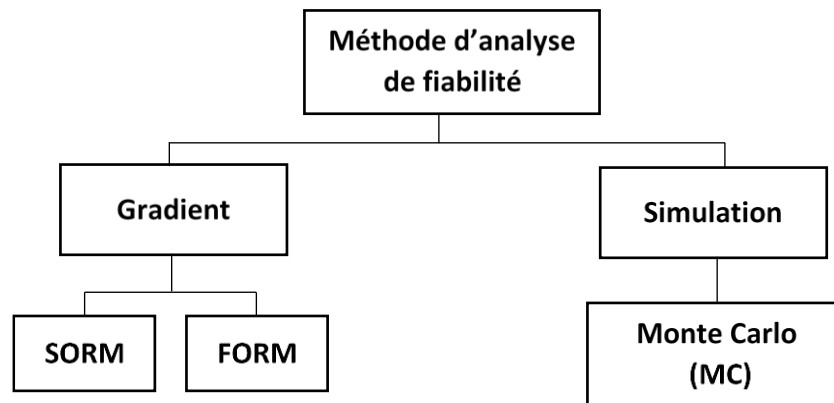 Méthode d’analyse
de fiabilité
Gradient
Simulation
SORM
FORM
Monte Carlo
(MC)